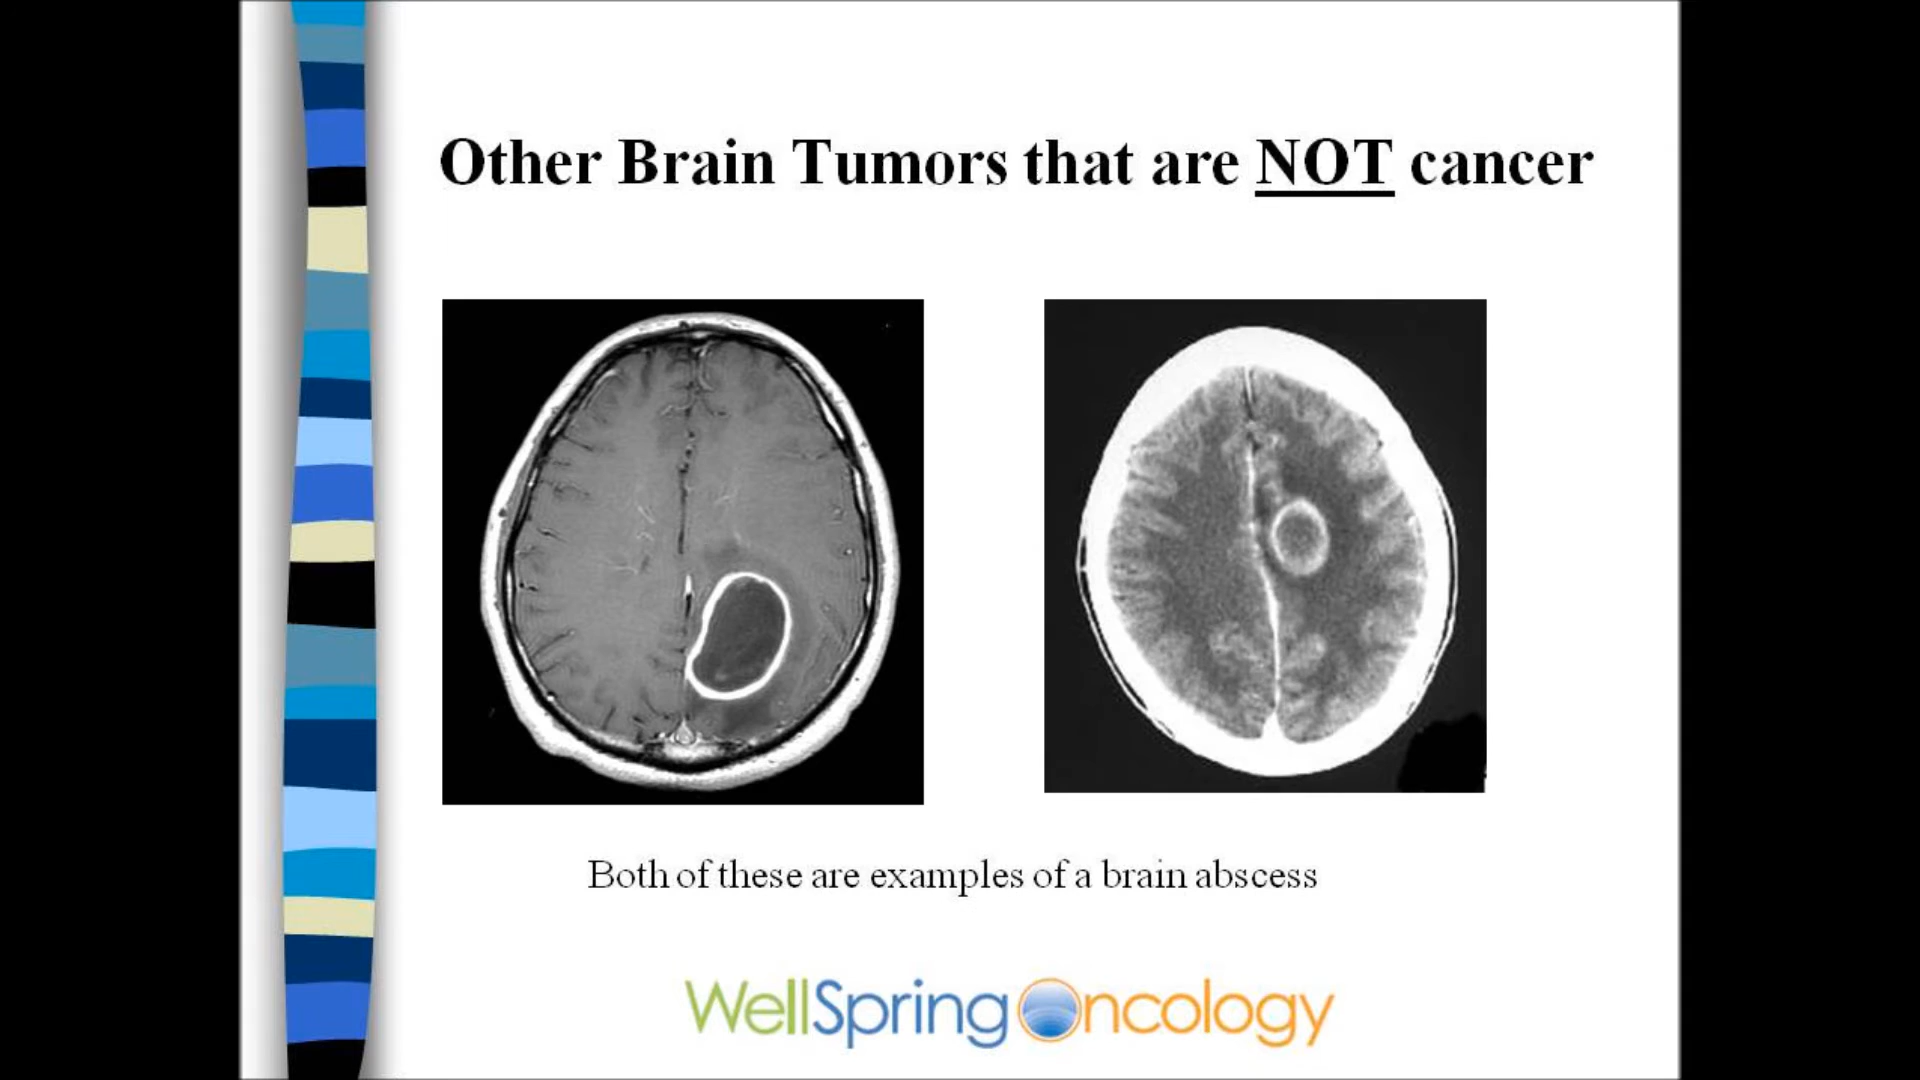 Other Brain Tumors that are NOT cancer
Both of these are examples of a brain abscess
WellSpring Oncology